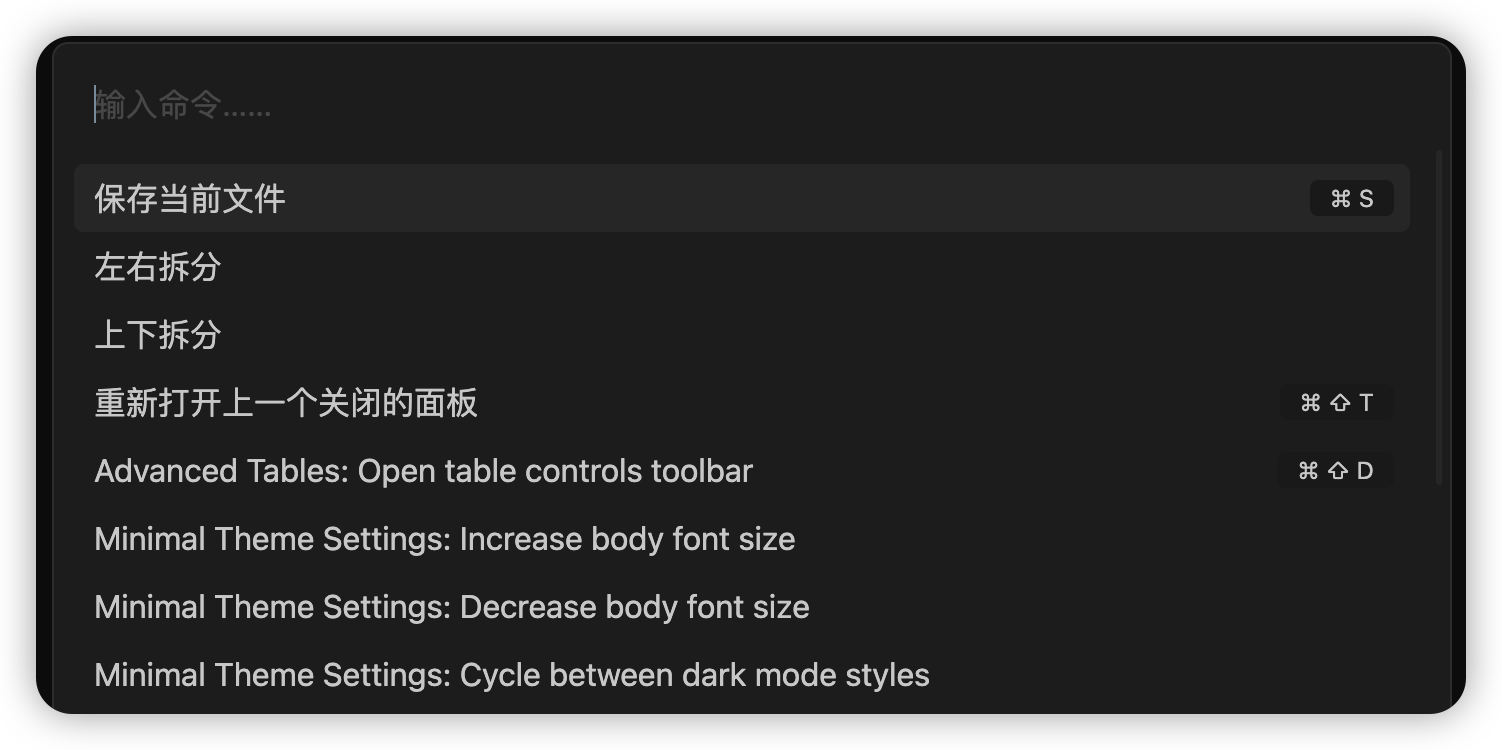 输入命令……
保存当前文件 ⌘ S
左右拆分
上下拆分
重新打开上一个关闭的面板 ⌘ ⇧ T
Advanced Tables: Open table controls toolbar ⌘ ⇧ D
Minimal Theme Settings: Increase body font size
Minimal Theme Settings: Decrease body font size
Minimal Theme Settings: Cycle between dark mode styles